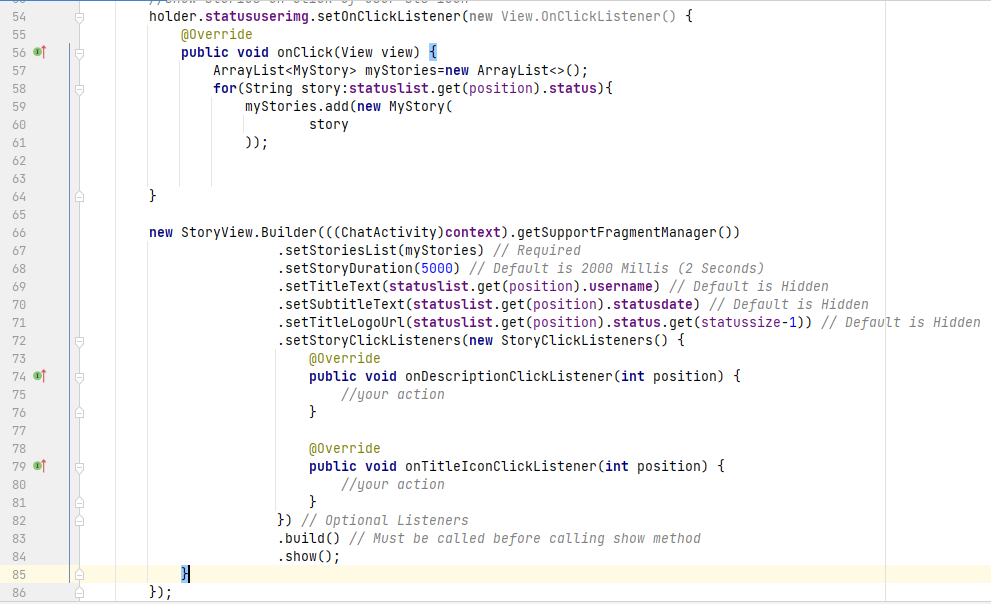 54 holder.statususerimg.setOnClickListener(new View.OnClickListener() {
55 @Override
56 public void onClick(View view) {
57 ArrayList<MyStory> myStories=new ArrayList<>();
58 for(String story:statuslist.get(position).status){
59 myStories.add(new MyStory(
60 story
61 ));
62
63
64 }
65
66 new StoryView.Builder(((ChatActivity)context).getSupportFragmentManager())
67 .setStoriesList(myStories) // Required
68 .setStoryDuration(5000) // Default is 2000 Millis (2 Seconds)
69 .setTitleText(statuslist.get(position).username) // Default is Hidden
70 .setSubtitleText(statuslist.get(position).statusdate) // Default is Hidden
71 .setTitleLogoUrl(statuslist.get(position).status.get(statussize-1)) // Default is Hidden
72 .setStoryClickListeners(new StoryClickListeners() {
73 @Override
74 public void onDescriptionClickListener(int position) {
75 //your action
76 }
77
78 @Override
79 public void onTitleIconClickListener(int position) {
80 //your action
81 }
82 }) // Optional Listeners
83 .build() // Must be called before calling show method
84 .show();
85 }
86 });